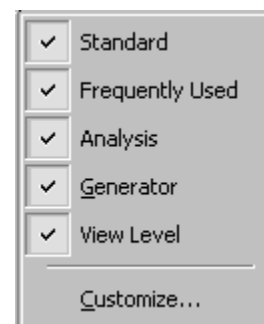 Standard
Frequently Used
Analysis
Generator
View Level
Customize...